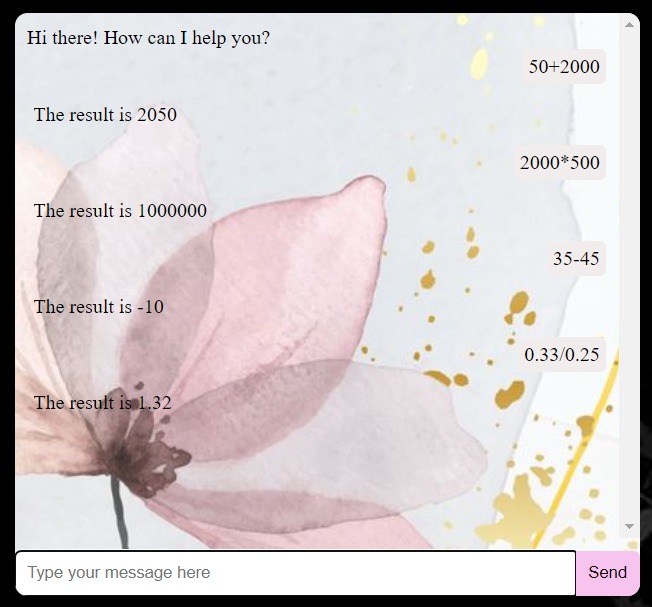 Hi there! How can I help you?
50+2000
The result is 2050
2000*500
The result is 1000000
35-45
The result is -10
0.33/0.25
The result is 1.32
Type your message here
Send